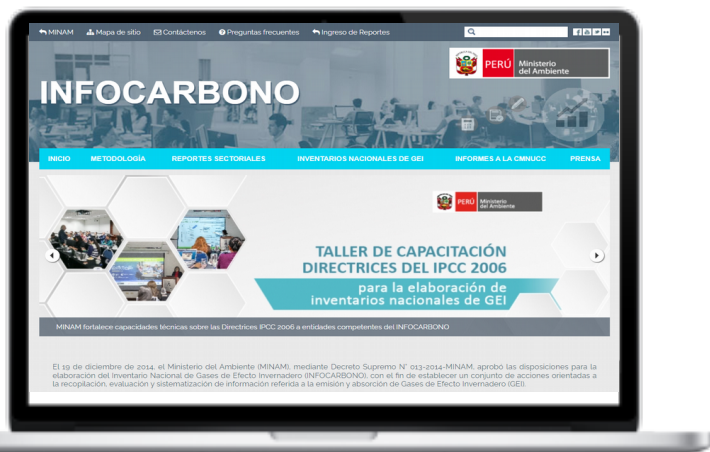 MINAM Mapa de sitio Contáctenos Preguntas frecuentes Ingreso de Reportes
PERÚ Ministerio del Ambiente
INFOCARBONO
INICIO METODOLOGÍA REPORTES SECTORIALES INVENTARIOS NACIONALES DE GEI INFORMES A LA CMNUCC PRENSA
PERÚ Ministerio del Ambiente
TALLER DE CAPACITACIÓN
DIRECTRICES DEL IPCC 2006
para la elaboración de
inventarios nacionales de GEI
MINAM fortalece capacidades técnicas sobre las Directrices IPCC 2006 a entidades competentes del INFOCARBONO
El 19 de diciembre de 2014, el Ministerio del Ambiente (MINAM), mediante Decreto Supremo N° 013-2014-MINAM, aprobó las disposiciones para la
elaboración del Inventario Nacional de Gases de Efecto Invernadero (INFOCARBONO), con el fin de establecer un conjunto de acciones orientadas a
la recopilación, evaluación y sistematización de información referida a la emisión y absorción de Gases de Efecto Invernadero (GEI).